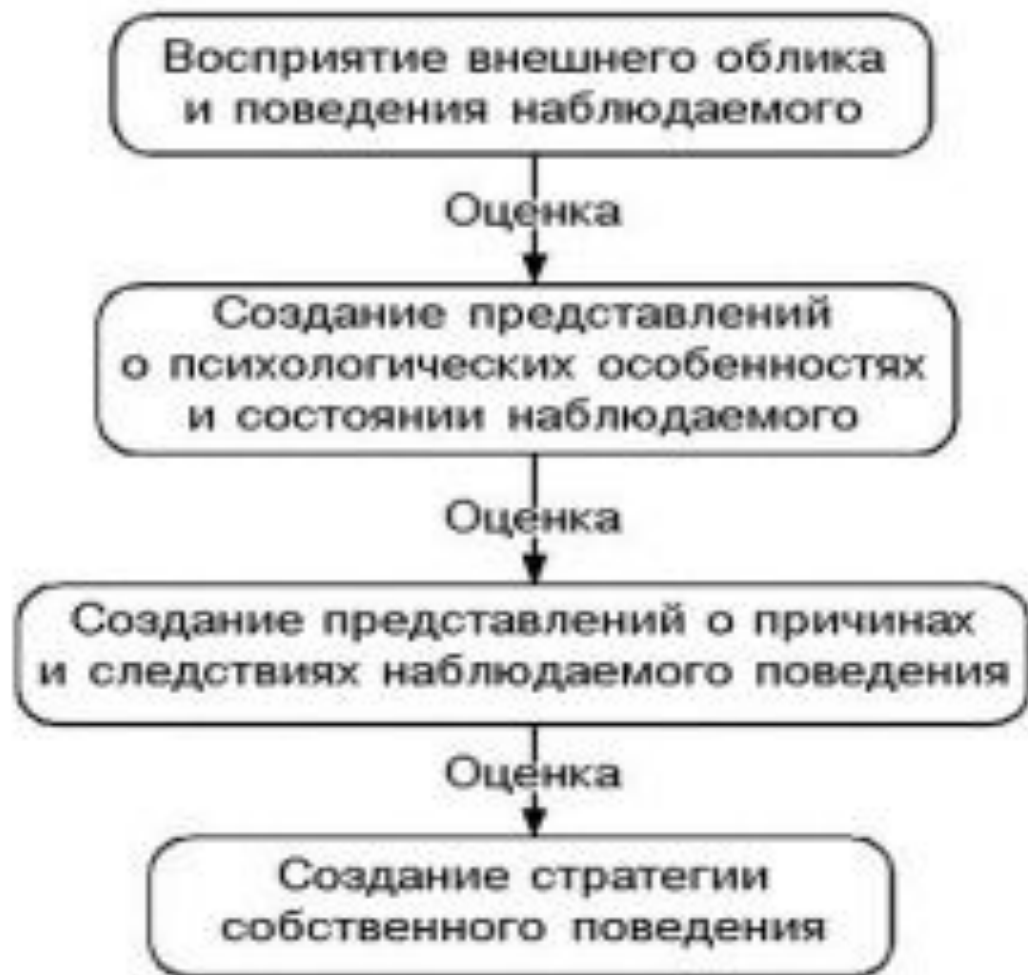 Восприятие внешнего облика
и поведения наблюдаемого
Оценка
Создание представлений
о психологических особенностях
и состоянии наблюдаемого
Оценка
Создание представлений о причинах
и следствиях наблюдаемого поведения
Оценка
Создание стратегии
собственного поведения